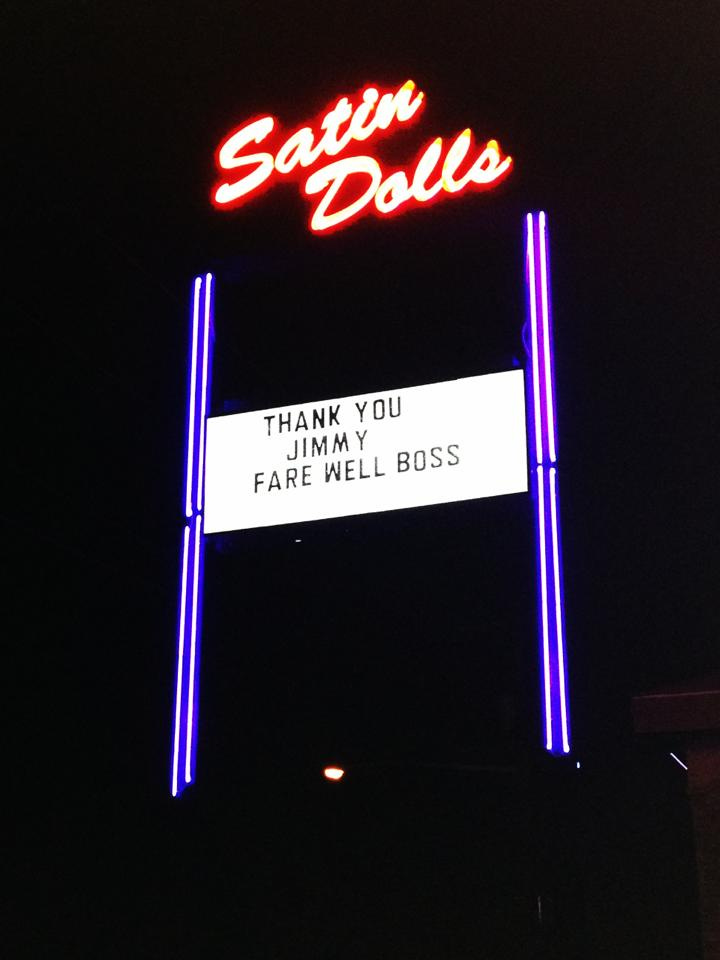 Satin
Dolls
THANK YOU
JIMMY
FARE WELL BOSS